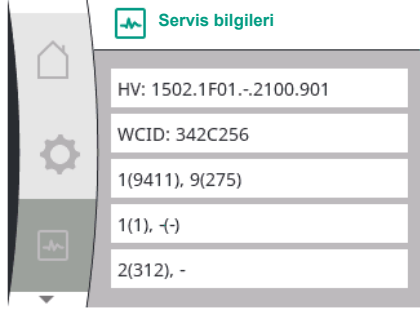 Servis bilgileri
HV: 1502.1F01.-.2100.901
WCID: 342C256
1(9411), 9(275)
1(1), -(-)
2(312), -